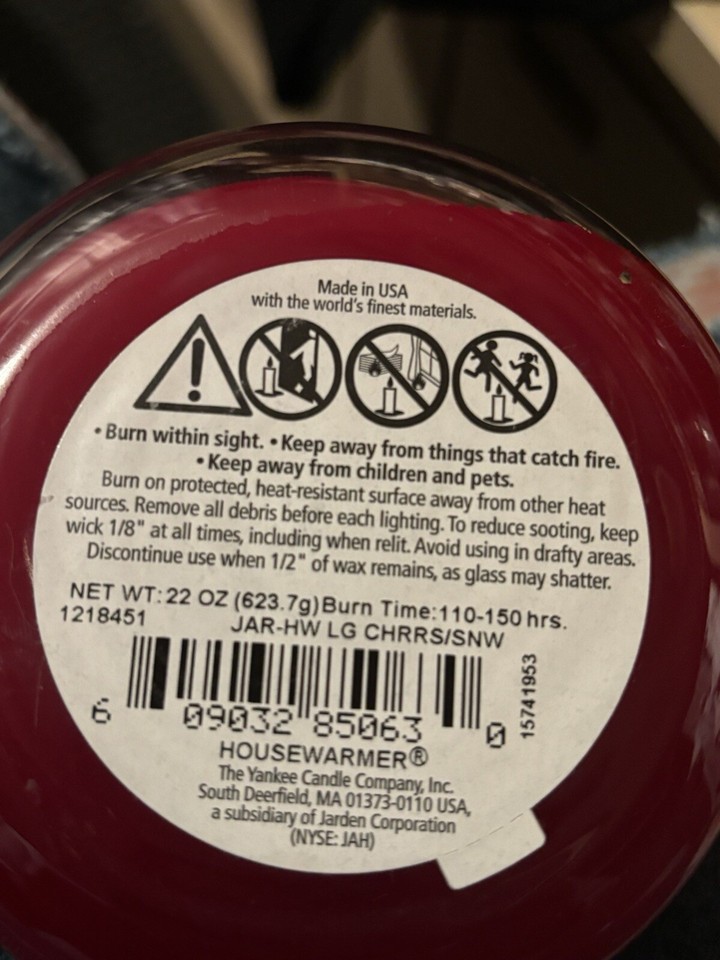 Made in USA
with the world's finest materials.
• Burn within sight. • Keep away from things that catch fire.
• Keep away from children and pets.
Burn on protected, heat-resistant surface away from other heat
sources. Remove all debris before each lighting. To reduce sooting, keep
wick 1/8" at all times, including when relit. Avoid using in drafty areas.
Discontinue use when 1/2" of wax remains, as glass may shatter.
NET WT: 22 OZ (623.7g) Burn Time: 110-150 hrs.
1218451 JAR-HW LG CHRRS/SNW
6 09032 85063 0
15741953
HOUSEWARMER®
The Yankee Candle Company, Inc.
South Deerfield, MA 01373-0110 USA,
a subsidiary of Jarden Corporation
(NYSE: JAH)